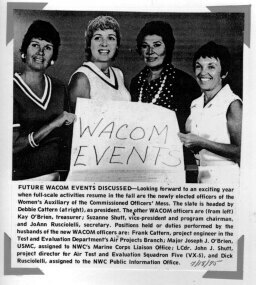 WACOM
EVENTS
FUTURE WACOM EVENTS DISCUSSED—Looking forward to an exciting year
when full-scale activities resume in the fall are the newly elected officers of the
Women's Auxiliary of the Commissioned Officers' Mess. The slate is headed by
Debbie Caffern (at right), as president. The other WACOM officers are (from left)
Kay O'Brien, treasurer; Suzanne Shutt, vice-president and program chairman,
and JoAnn Rusciolelli, secretary. Positions held or duties performed by the
husbands of the new WACOM officers are: Frank Caffern, project engineer in the
Test and Evaluation Department's Air Projects Branch; Major Joseph J. O'Brien,
USMC, assigned to NWC's Marine Corps Liaison Office; LCdr. John J. Shutt,
project director for Air Test and Evaluation Squadron Five (VX-5), and Dick
Rusciolelli, assigned to the NWC Public Information Office.